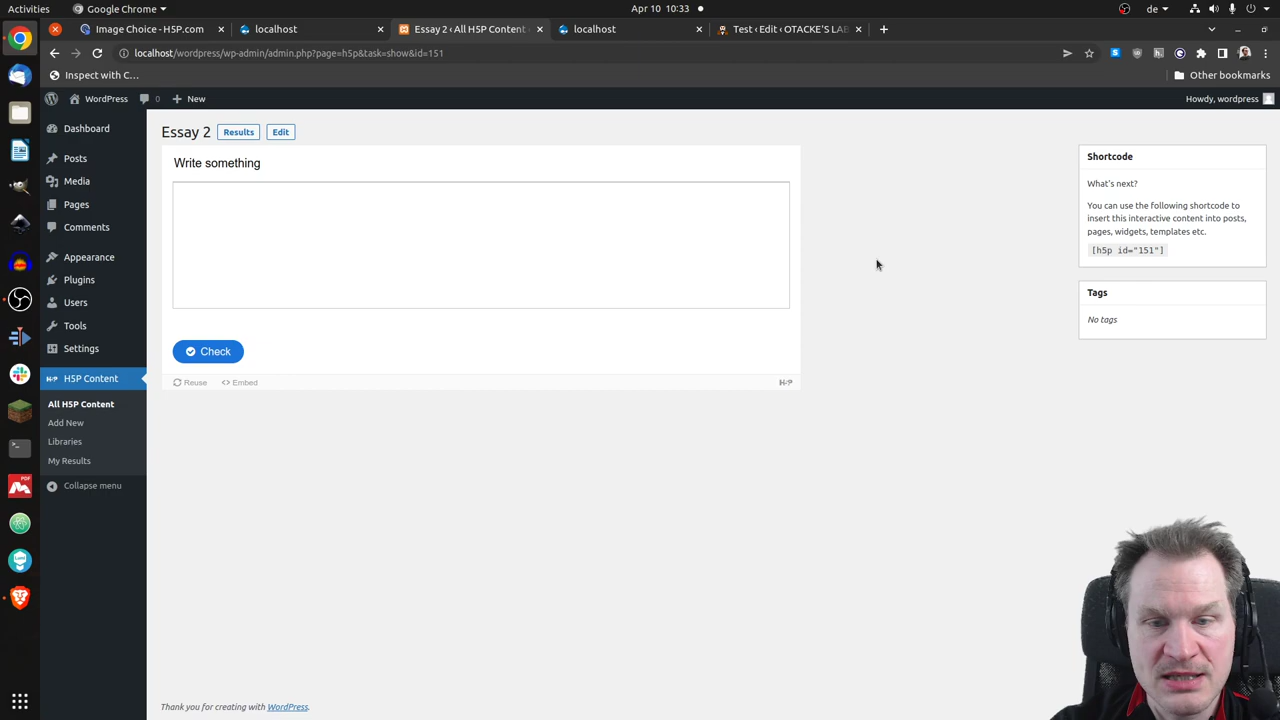 Activities
Google Chrome
Apr 10 10:33
de
Image Choice - H5P.com
localhost
Essay 2 ‹ All H5P Content
localhost
Test ‹ Edit ‹ OTACKE'S LAB
localhost/wordpress/wp-admin/admin.php?page=h5p&task=show&id=151
Inspect with C…
Other bookmarks
WordPress
0
New
Howdy, wordpress
Dashboard
Posts
Media
Pages
Comments
Appearance
Plugins
Users
Tools
Settings
H5P Content
All H5P Content
Add New
Libraries
My Results
Collapse menu
Essay 2
Results
Edit
Write something
Check
Reuse
Embed
H5P
Shortcode
What's next?
You can use the following shortcode to
insert this interactive content into posts,
pages, widgets, templates etc.
[h5p id="151"]
Tags
No tags
Thank you for creating with WordPress.